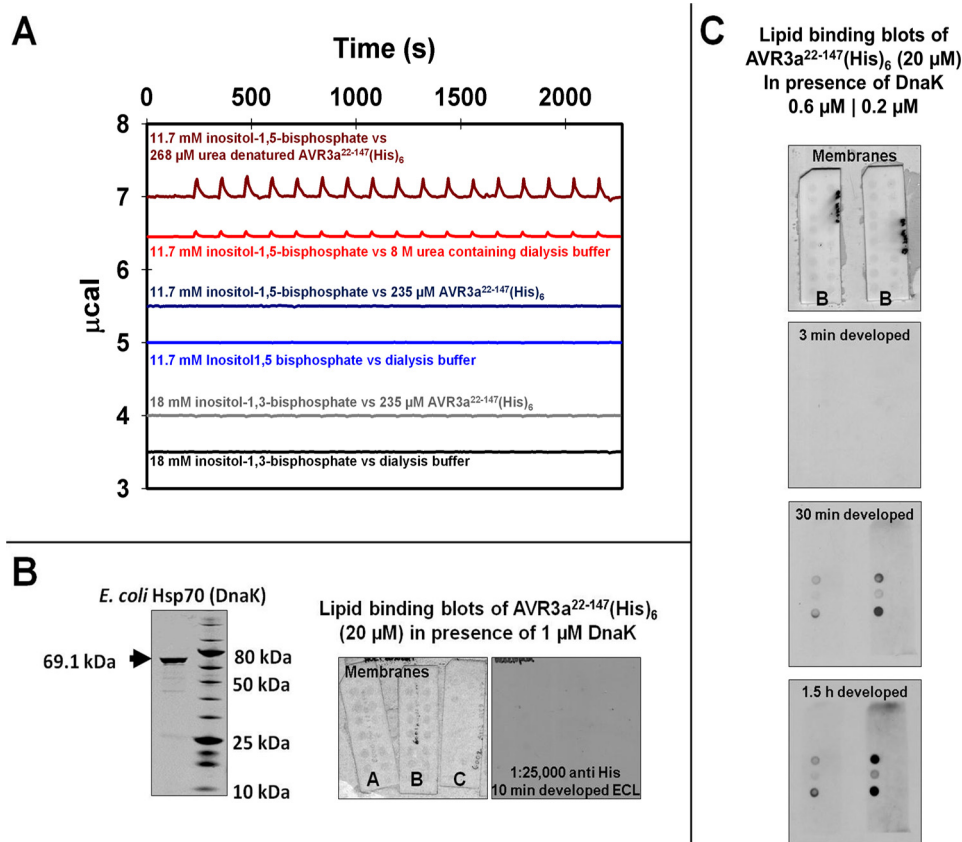 A
Time (s)
0 500 1000 1500 2000
8
7
6
5
4
3
μcal
11.7 mM inositol-1,5-bisphosphate vs
268 μM urea denatured AVR3a²²⁻¹⁴⁷(His)₆
11.7 mM inositol-1,5-bisphosphate vs 8 M urea containing dialysis buffer
11.7 mM inositol-1,5-bisphosphate vs 235 μM AVR3a²²⁻¹⁴⁷(His)₆
11.7 mM Inositol1,5 bisphosphate vs dialysis buffer
18 mM inositol-1,3-bisphosphate vs 235 μM AVR3a²²⁻¹⁴⁷(His)₆
18 mM inositol-1,3-bisphosphate vs dialysis buffer
B
E. coli Hsp70 (DnaK)
69.1 kDa
80 kDa
50 kDa
25 kDa
10 kDa
Lipid binding blots of AVR3a²²⁻¹⁴⁷(His)₆
(20 μM) in presence of 1 μM DnaK
Membranes
A B C
1:25,000 anti His
10 min developed ECL
C
Lipid binding blots of
AVR3a²²⁻¹⁴⁷(His)₆ (20 μM)
In presence of DnaK
0.6 μM | 0.2 μM
Membranes
B B
3 min developed
30 min developed
1.5 h developed